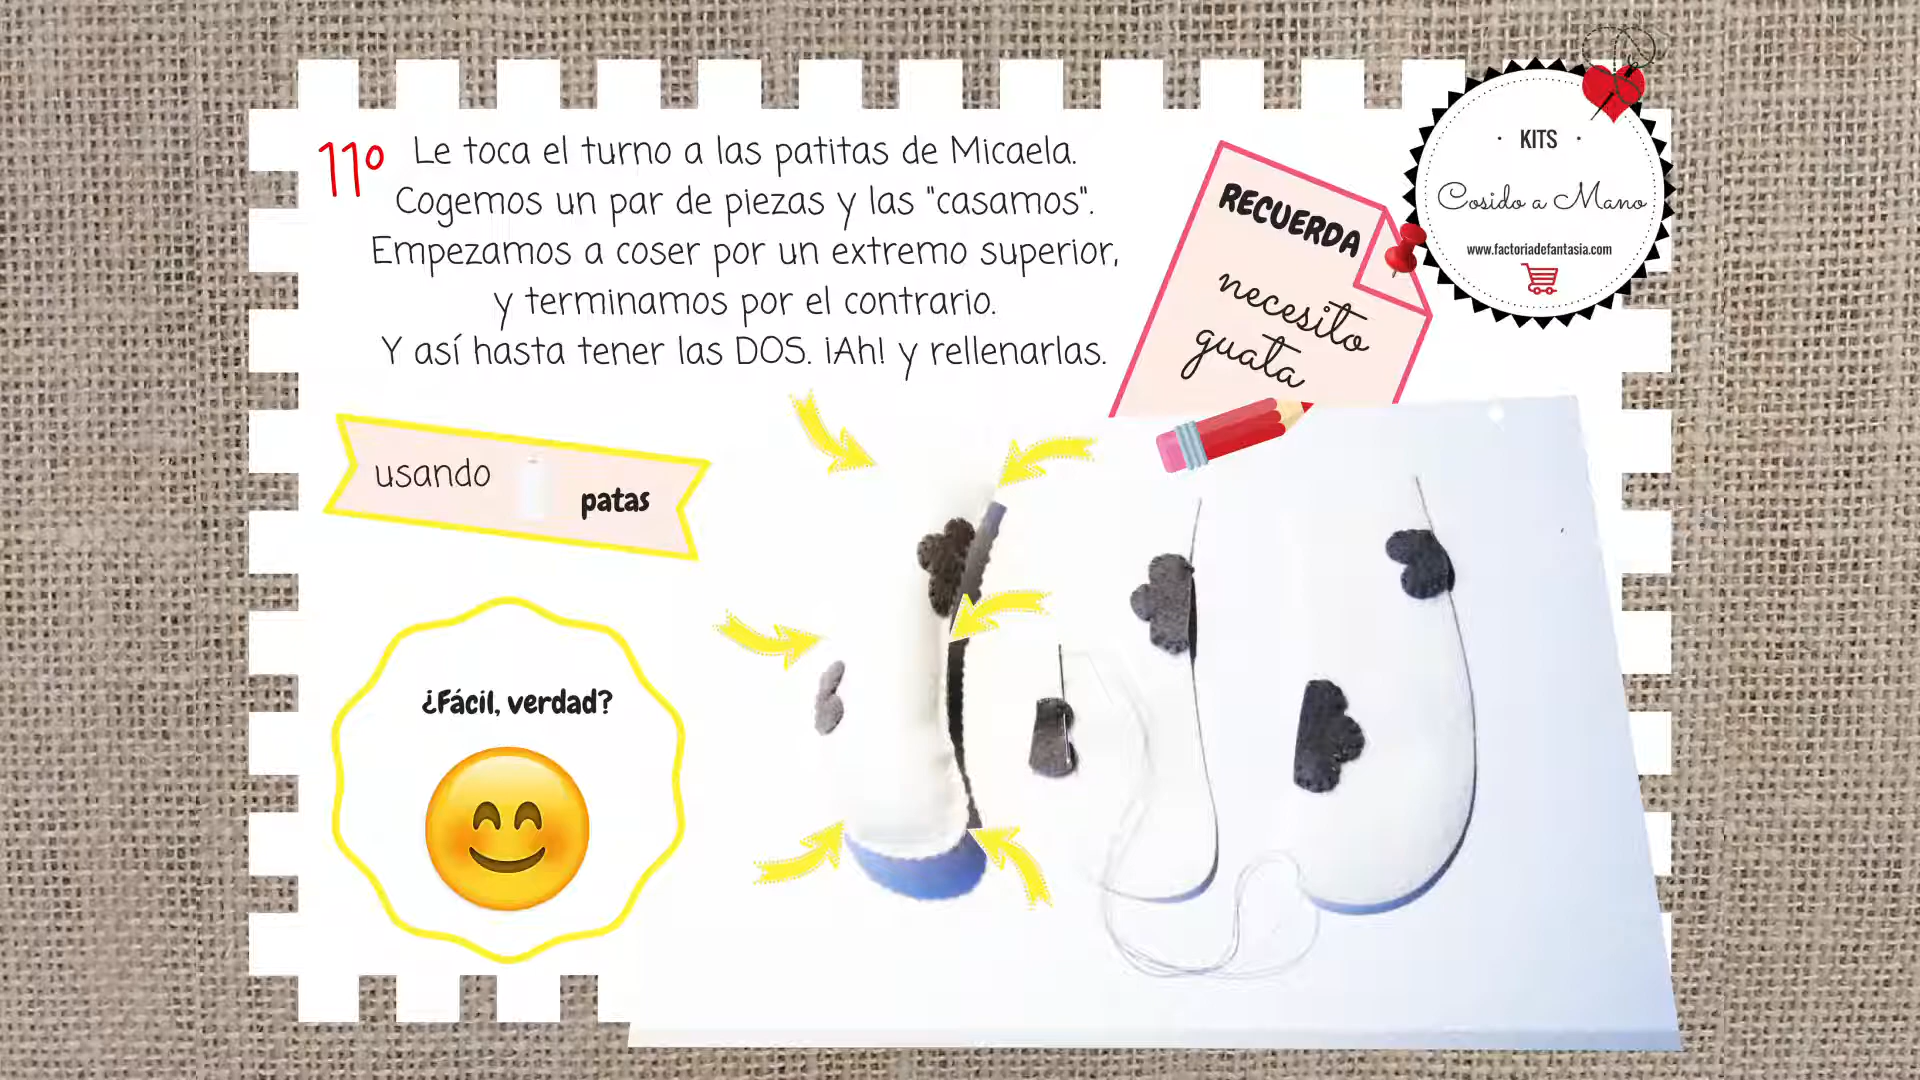 11º
Le toca el turno a las patitas de Micaela.
Cogemos un par de piezas y las "casamos".
Empezamos a coser por un extremo superior,
y terminamos por el contrario.
Y así hasta tener las DOS. ¡Ah! y rellenarlas.
RECUERDA
necesito
guata
· KITS ·
Cosido a Mano
www.factoriadefantasia.com
usando
patas
¿Fácil, verdad?